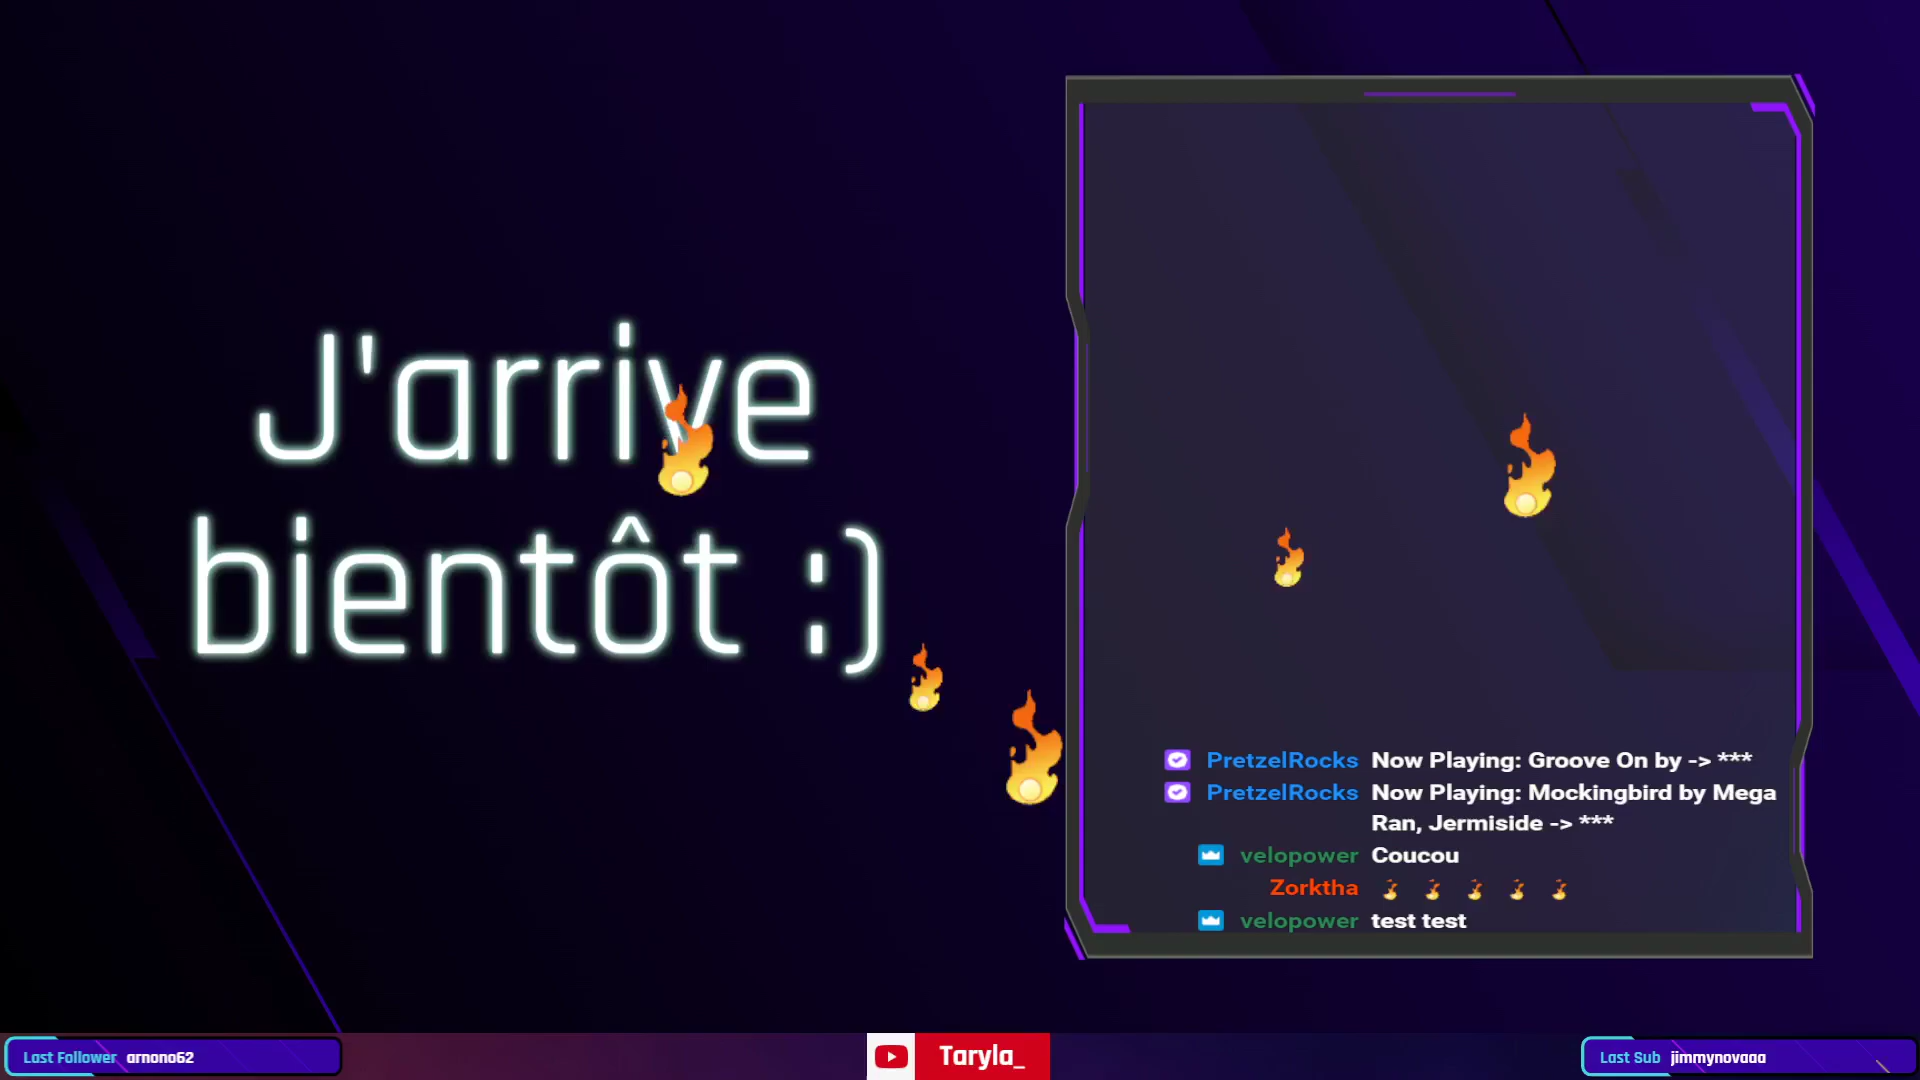 J'arrive
bientôt :)
PretzelRocks Now Playing: Groove On by -> ***
PretzelRocks Now Playing: Mockingbird by Mega
Ran, Jermiside -> ***
velopower Coucou
Zorktha
velopower test test
Last Follower arnono62
Taryla_
Last Sub jimmynovaaa